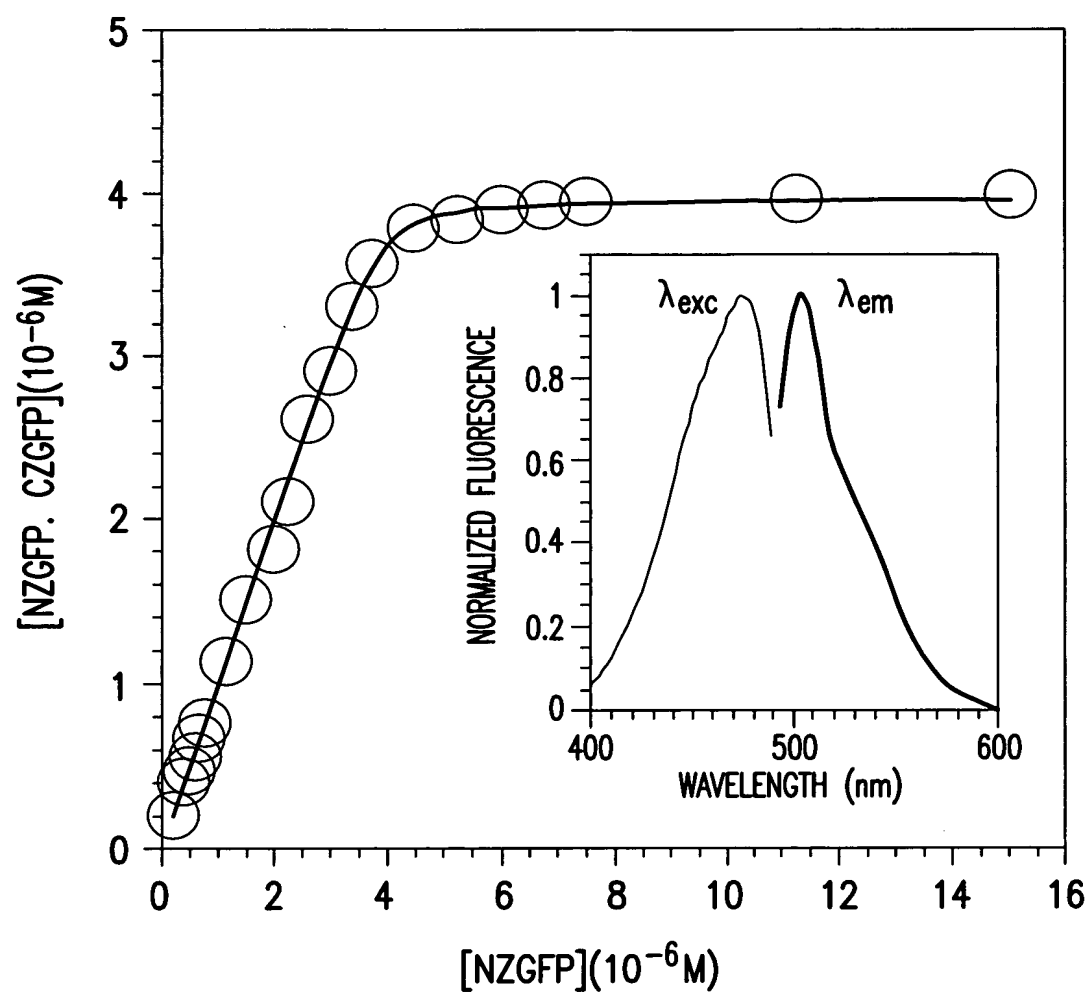 5
4
3
2
1
0
[NZGFP. CZGFP](10⁻⁶M)
0 2 4 6 8 10 12 14 16
[NZGFP](10⁻⁶M)
λexc λem
1
0.8
0.6
0.4
0.2
0
NORMALIZED FLUORESCENCE
400 500 600
WAVELENGTH (nm)